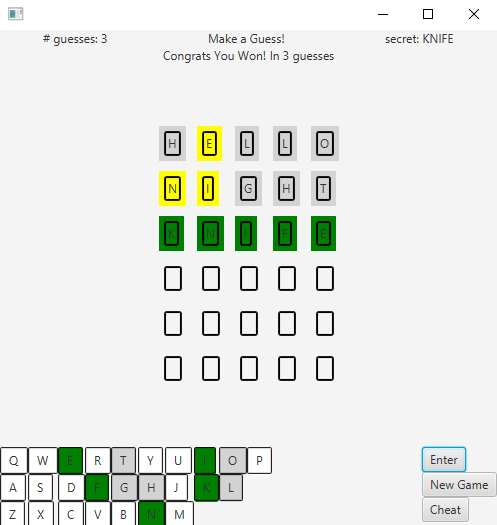 # guesses: 3 Make a Guess! secret: KNIFE
Congrats You Won! In 3 guesses
H E L L O
N I G H T
K N I F E
Q W E R T Y U I O P
Enter
A S D F G H J K L
New Game
Z X C V B N M
Cheat